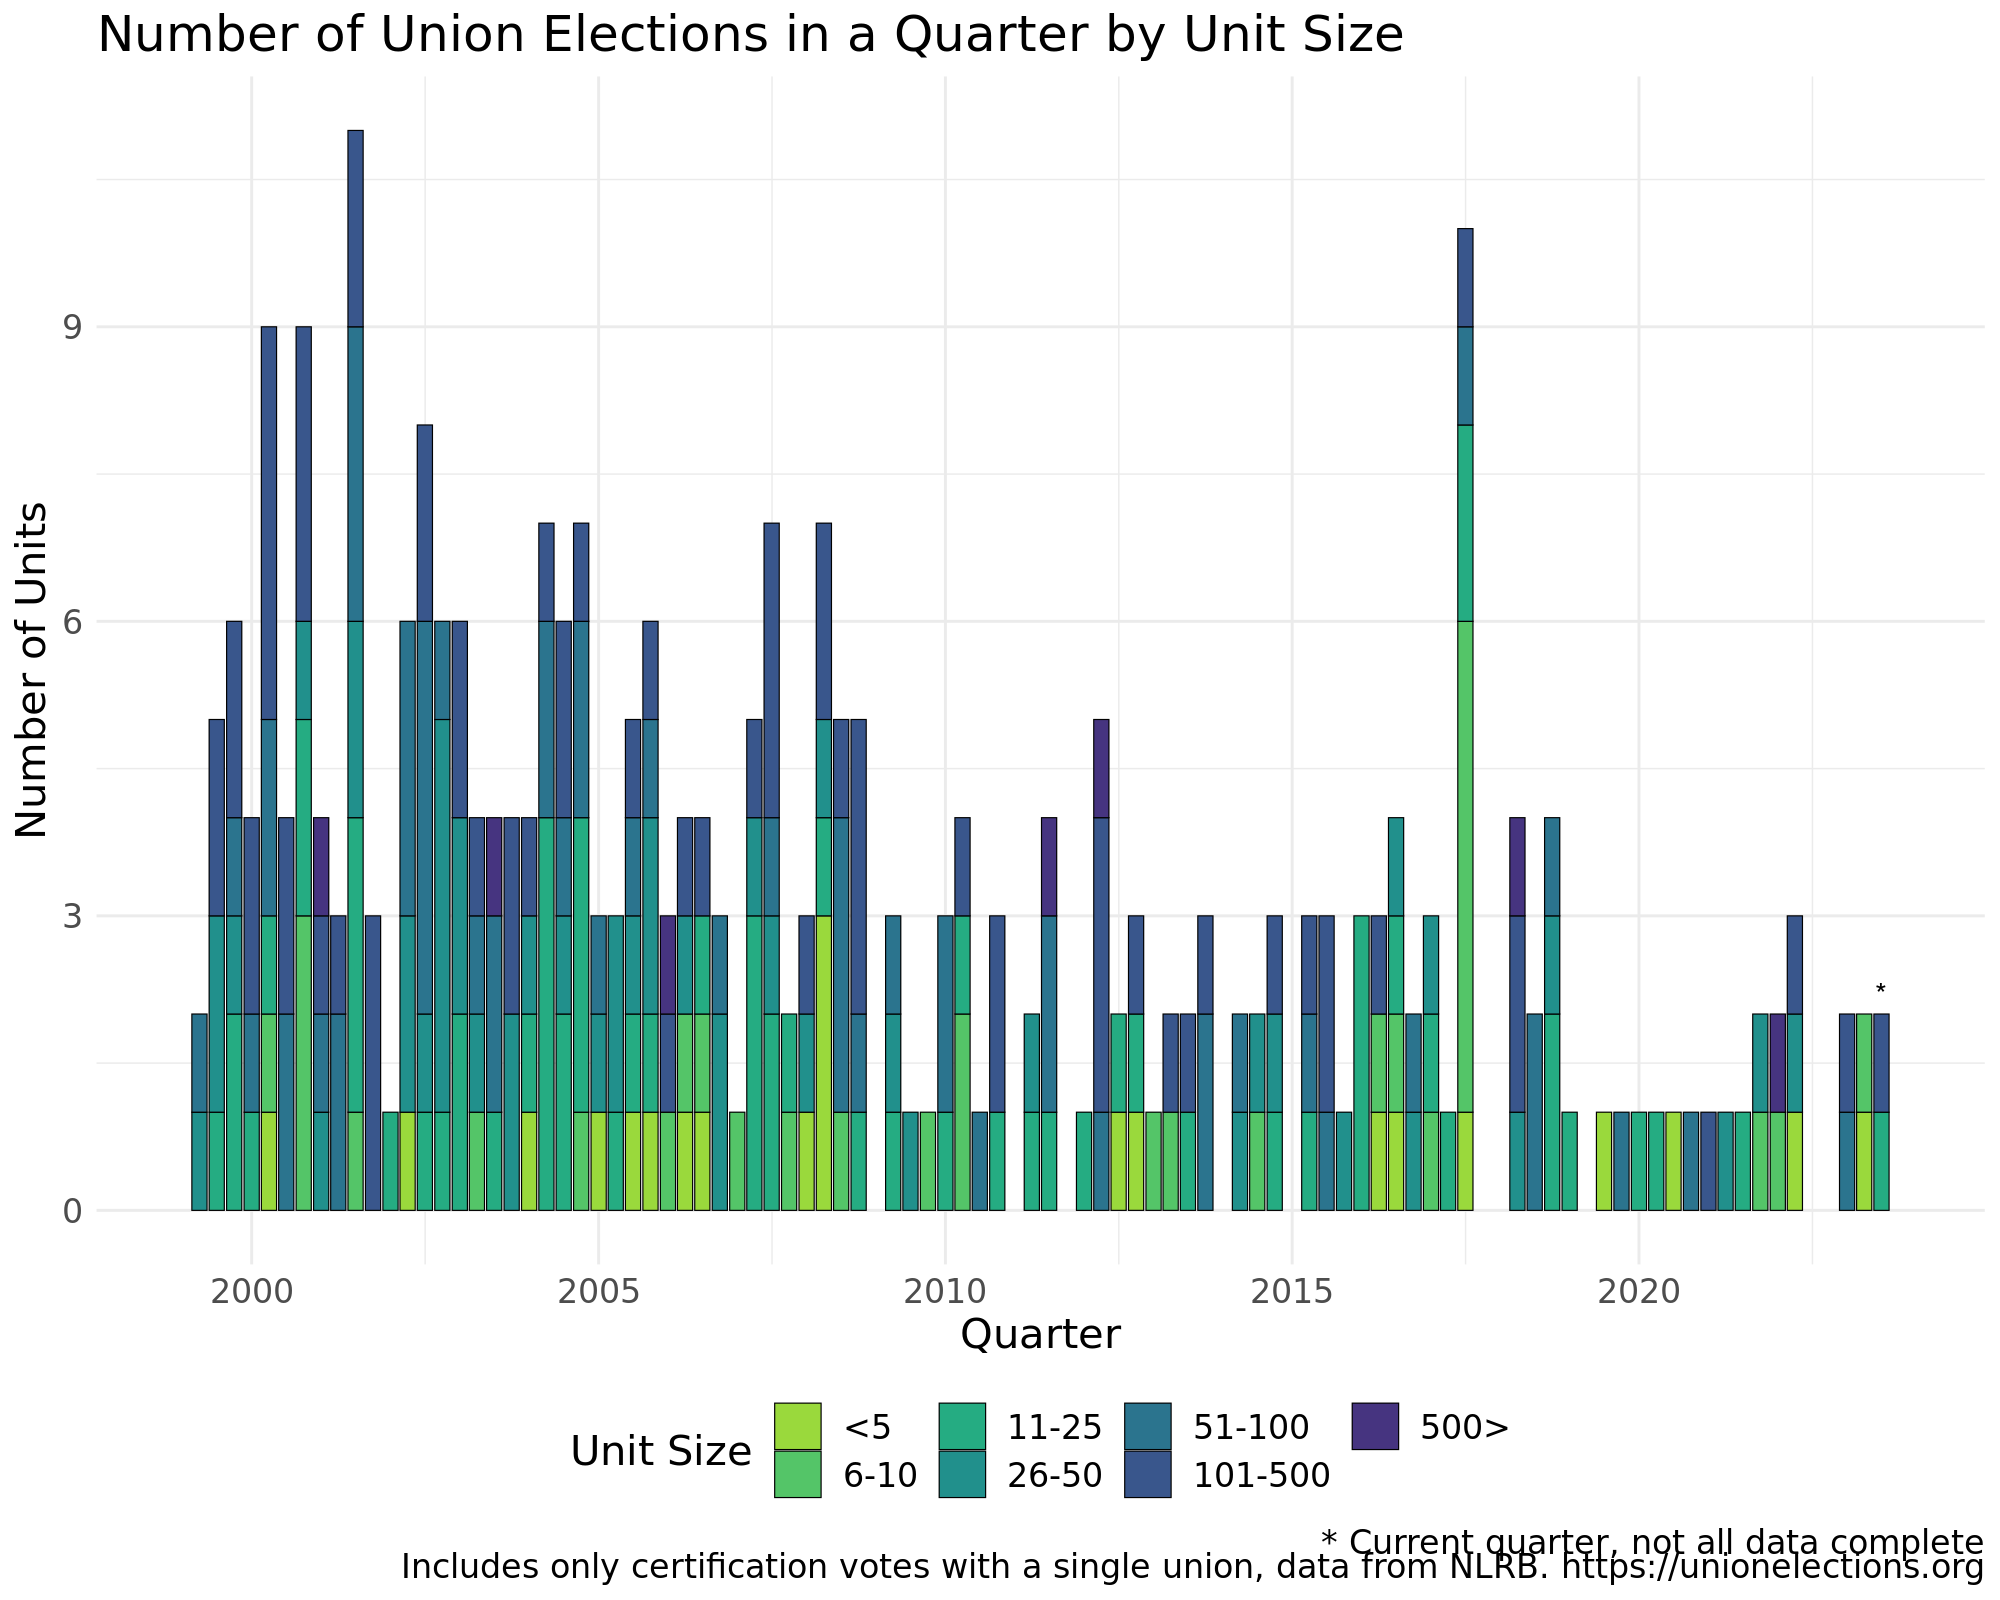 Number of Union Elections in a Quarter by Unit Size
Number of Units
9
6
3
0
*
2000 2005 2010 2015 2020
Quarter
Unit Size
<5 11-25 51-100 500>
6-10 26-50 101-500
* Current quarter, not all data complete
Includes only certification votes with a single union, data from NLRB. https://unionelections.org